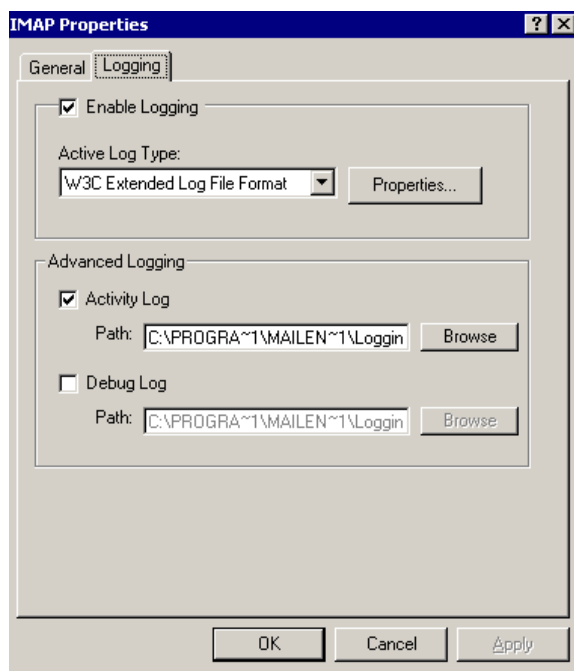 IMAP Properties
General Logging
Enable Logging
Active Log Type:
W3C Extended Log File Format Properties...
Advanced Logging
Activity Log
Path: C:\PROGRA~1\MAILEN~1\Loggin Browse
Debug Log
Path: C:\PROGRA~1\MAILEN~1\Loggin Browse
OK Cancel Apply